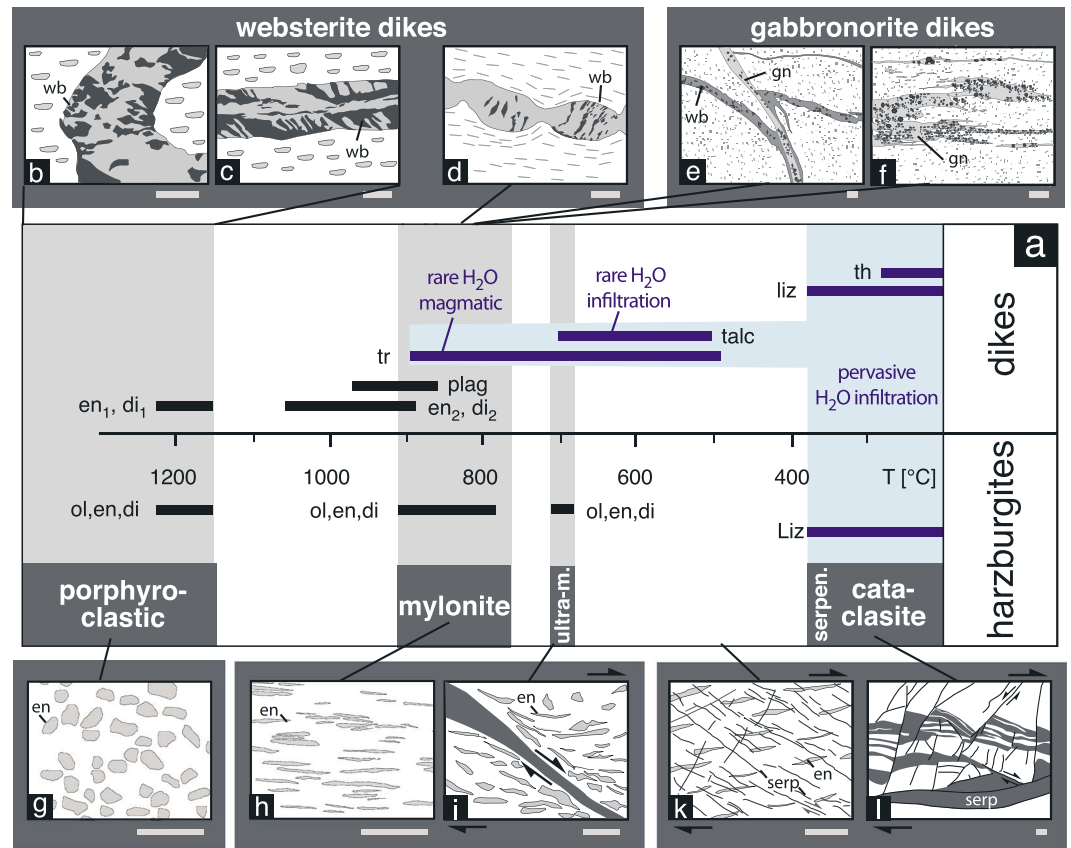 websterite dikes
gabbronorite dikes
wb
b
wb
c
wb
d
gn
wb
e
gn
f
a
rare H₂O
magmatic
rare H₂O
infiltration
th
liz
talc
tr
plag
pervasive
H₂O infiltration
en₁, di₁
en₂, di₂
dikes
1200
1000
800
600
400
T [°C]
ol,en,di
ol,en,di
ol,en,di
Liz
harzburgites
porphyro-
clastic
mylonite
ultra-m.
serpen.
cata-
clasite
en
g
en
h
en
i
serp
en
k
serp
l